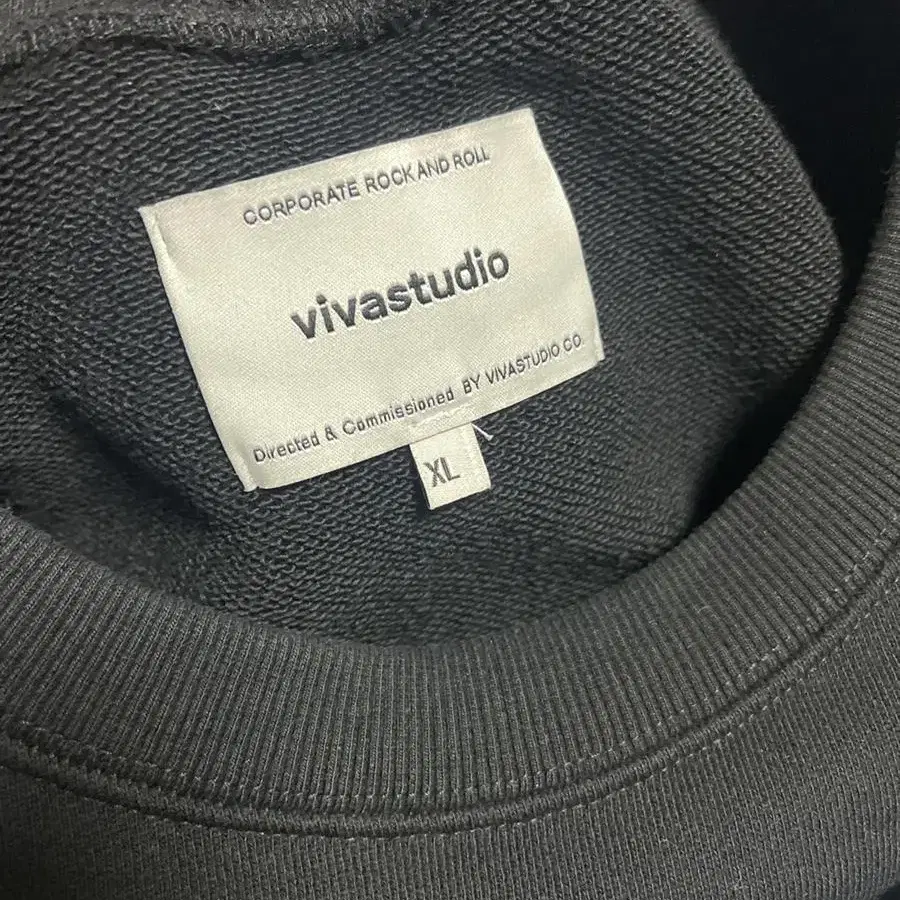 CORPORATE ROCK AND ROLL
vivastudio
Directed & Commissioned BY VIVASTUDIO CO.
XL